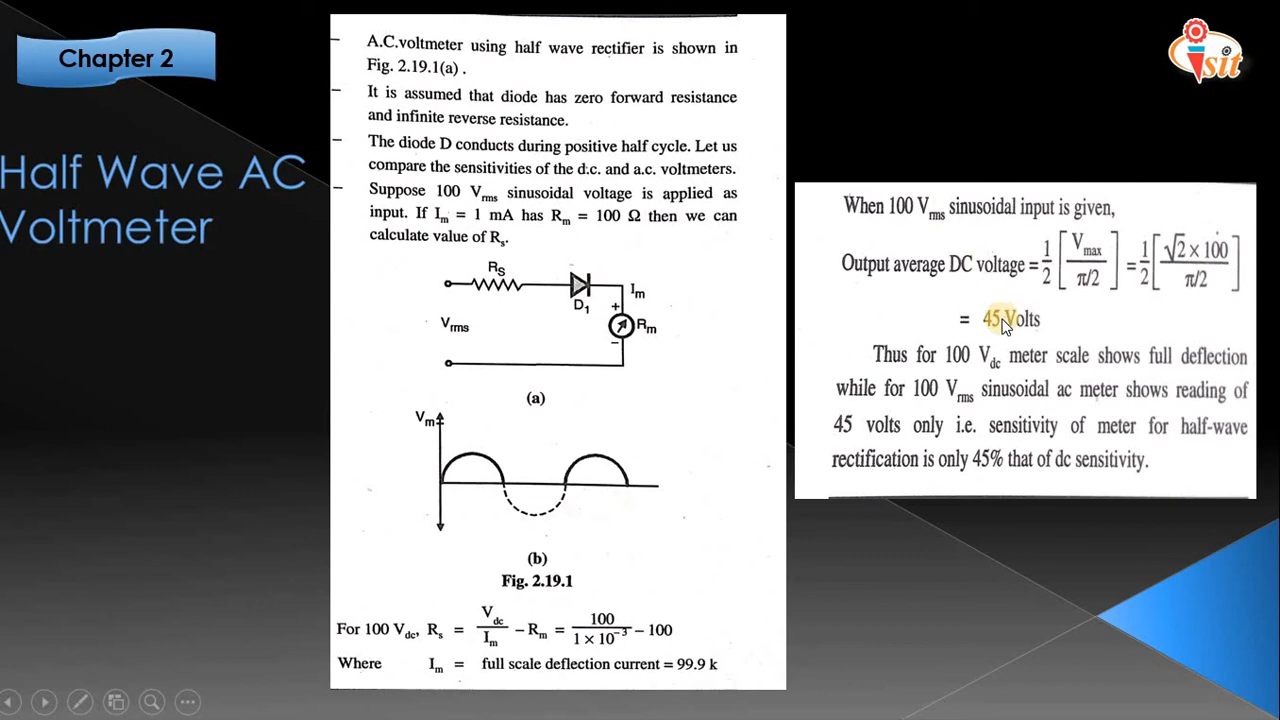 Chapter 2
Half Wave AC
Voltmeter
– A.C.voltmeter using half wave rectifier is shown in
Fig. 2.19.1(a) .
– It is assumed that diode has zero forward resistance
and infinite reverse resistance.
– The diode D conducts during positive half cycle. Let us
compare the sensitivities of the d.c. and a.c. voltmeters.
– Suppose 100 Vrms sinusoidal voltage is applied as
input. If Im = 1 mA has Rm = 100 Ω then we can
calculate value of Rs.
Rs
D1
Im
+
Vrms
Rm
–
(a)
Vm
(b)
Fig. 2.19.1
For 100 Vdc, Rs = Vdc/Im – Rm = 100/(1 × 10⁻³) – 100
Where Im = full scale deflection current = 99.9 k
sit
When 100 Vrms sinusoidal input is given,
Output average DC voltage = 1/2 [Vmax/(π/2)] = 1/2 [(√2 × 100)/(π/2)]
= 45 Volts
Thus for 100 Vdc meter scale shows full deflection
while for 100 Vrms sinusoidal ac meter shows reading of
45 volts only i.e. sensitivity of meter for half-wave
rectification is only 45% that of dc sensitivity.